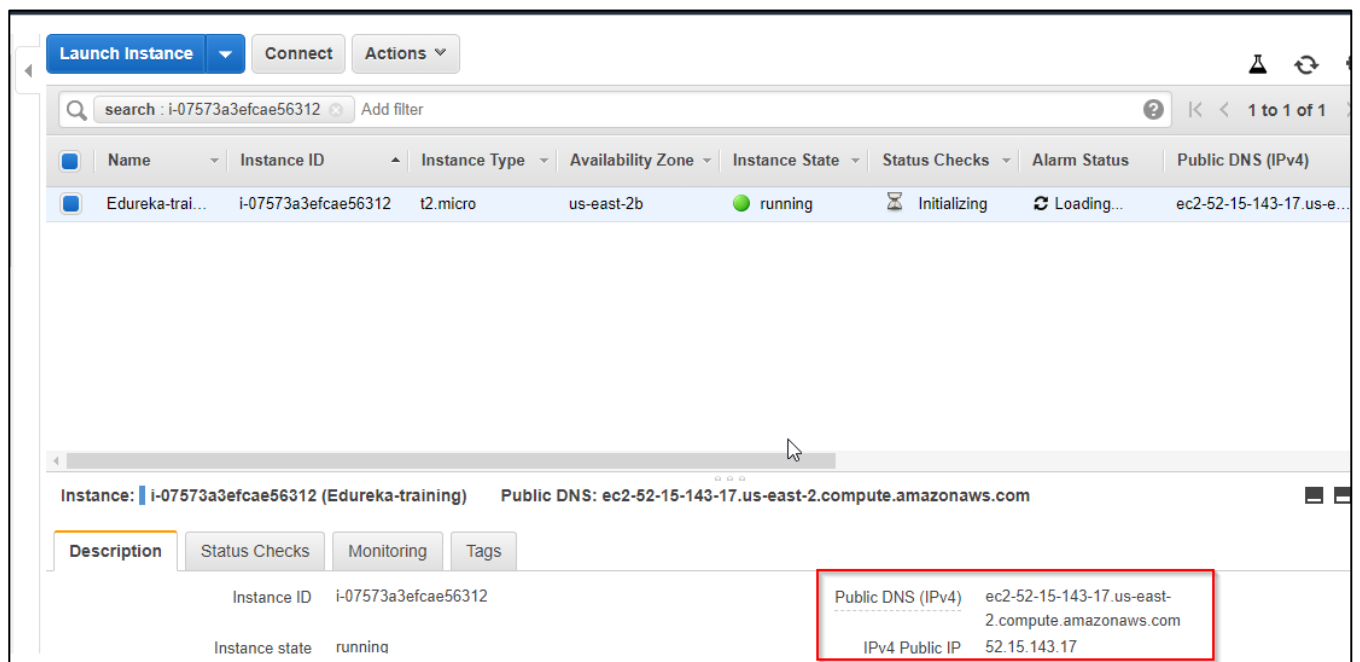 Launch Instance Connect Actions
search : i-07573a3efcae56312 Add filter 1 to 1 of 1
Name Instance ID Instance Type Availability Zone Instance State Status Checks Alarm Status Public DNS (IPv4)
Edureka-trai... i-07573a3efcae56312 t2.micro us-east-2b running Initializing Loading... ec2-52-15-143-17.us-e...
Instance: i-07573a3efcae56312 (Edureka-training) Public DNS: ec2-52-15-143-17.us-east-2.compute.amazonaws.com
Description Status Checks Monitoring Tags
Instance ID i-07573a3efcae56312 Public DNS (IPv4) ec2-52-15-143-17.us-east-
2.compute.amazonaws.com
Instance state running IPv4 Public IP 52.15.143.17